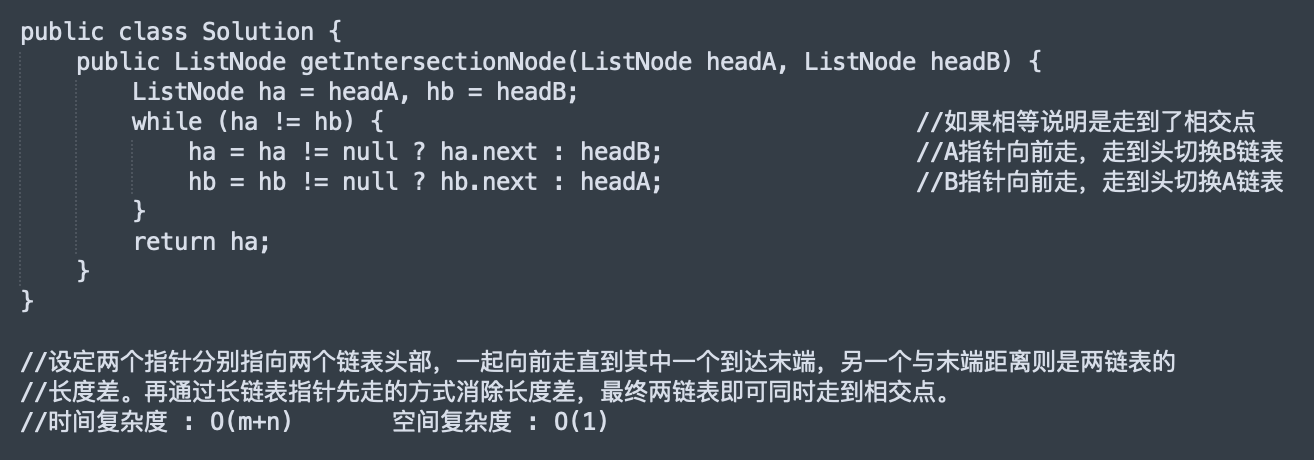 public class Solution {
    public ListNode getIntersectionNode(ListNode headA, ListNode headB) {
        ListNode ha = headA, hb = headB;
        while (ha != hb) {                                      //如果相等说明是走到了相交点
            ha = ha != null ? ha.next : headB;                  //A指针向前走，走到头切换B链表
            hb = hb != null ? hb.next : headA;                  //B指针向前走，走到头切换A链表
        }
        return ha;
    }
}
//设定两个指针分别指向两个链表头部，一起向前走直到其中一个到达末端，另一个与末端距离则是两链表的
//长度差。再通过长链表指针先走的方式消除长度差，最终两链表即可同时走到相交点。
//时间复杂度 : O(m+n)       空间复杂度 : O(1)